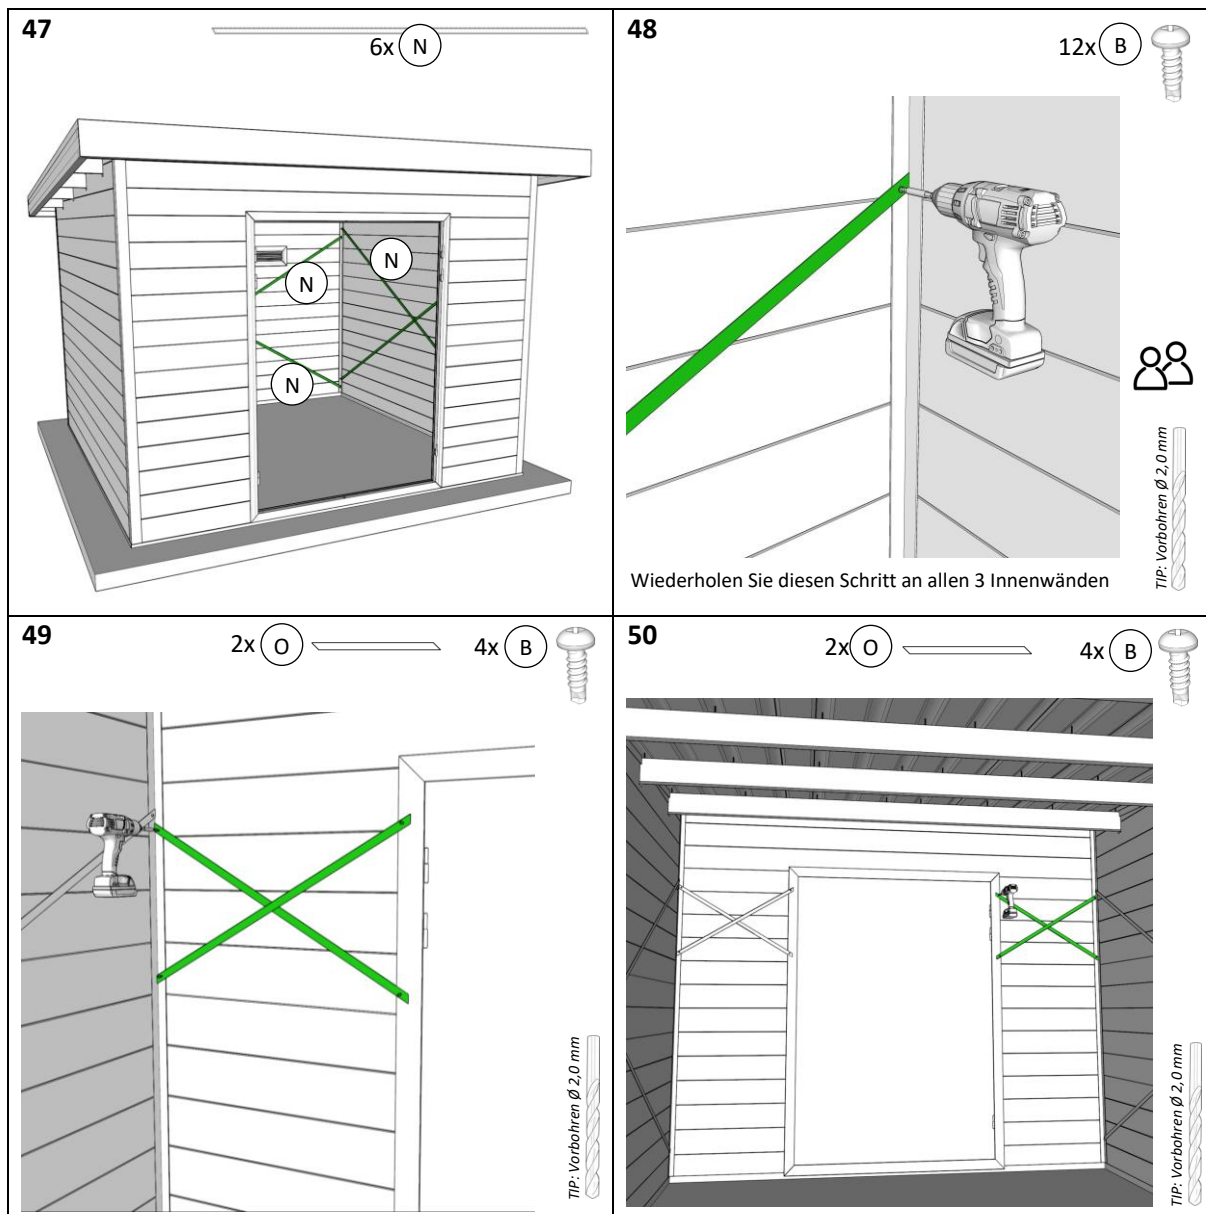 47
6x N
N
N
N
48
12x B
TIP: Vorbohren Ø 2,0 mm
Wiederholen Sie diesen Schritt an allen 3 Innenwänden
49
2x O 4x B
TIP: Vorbohren Ø 2,0 mm
50
2x O 4x B
TIP: Vorbohren Ø 2,0 mm